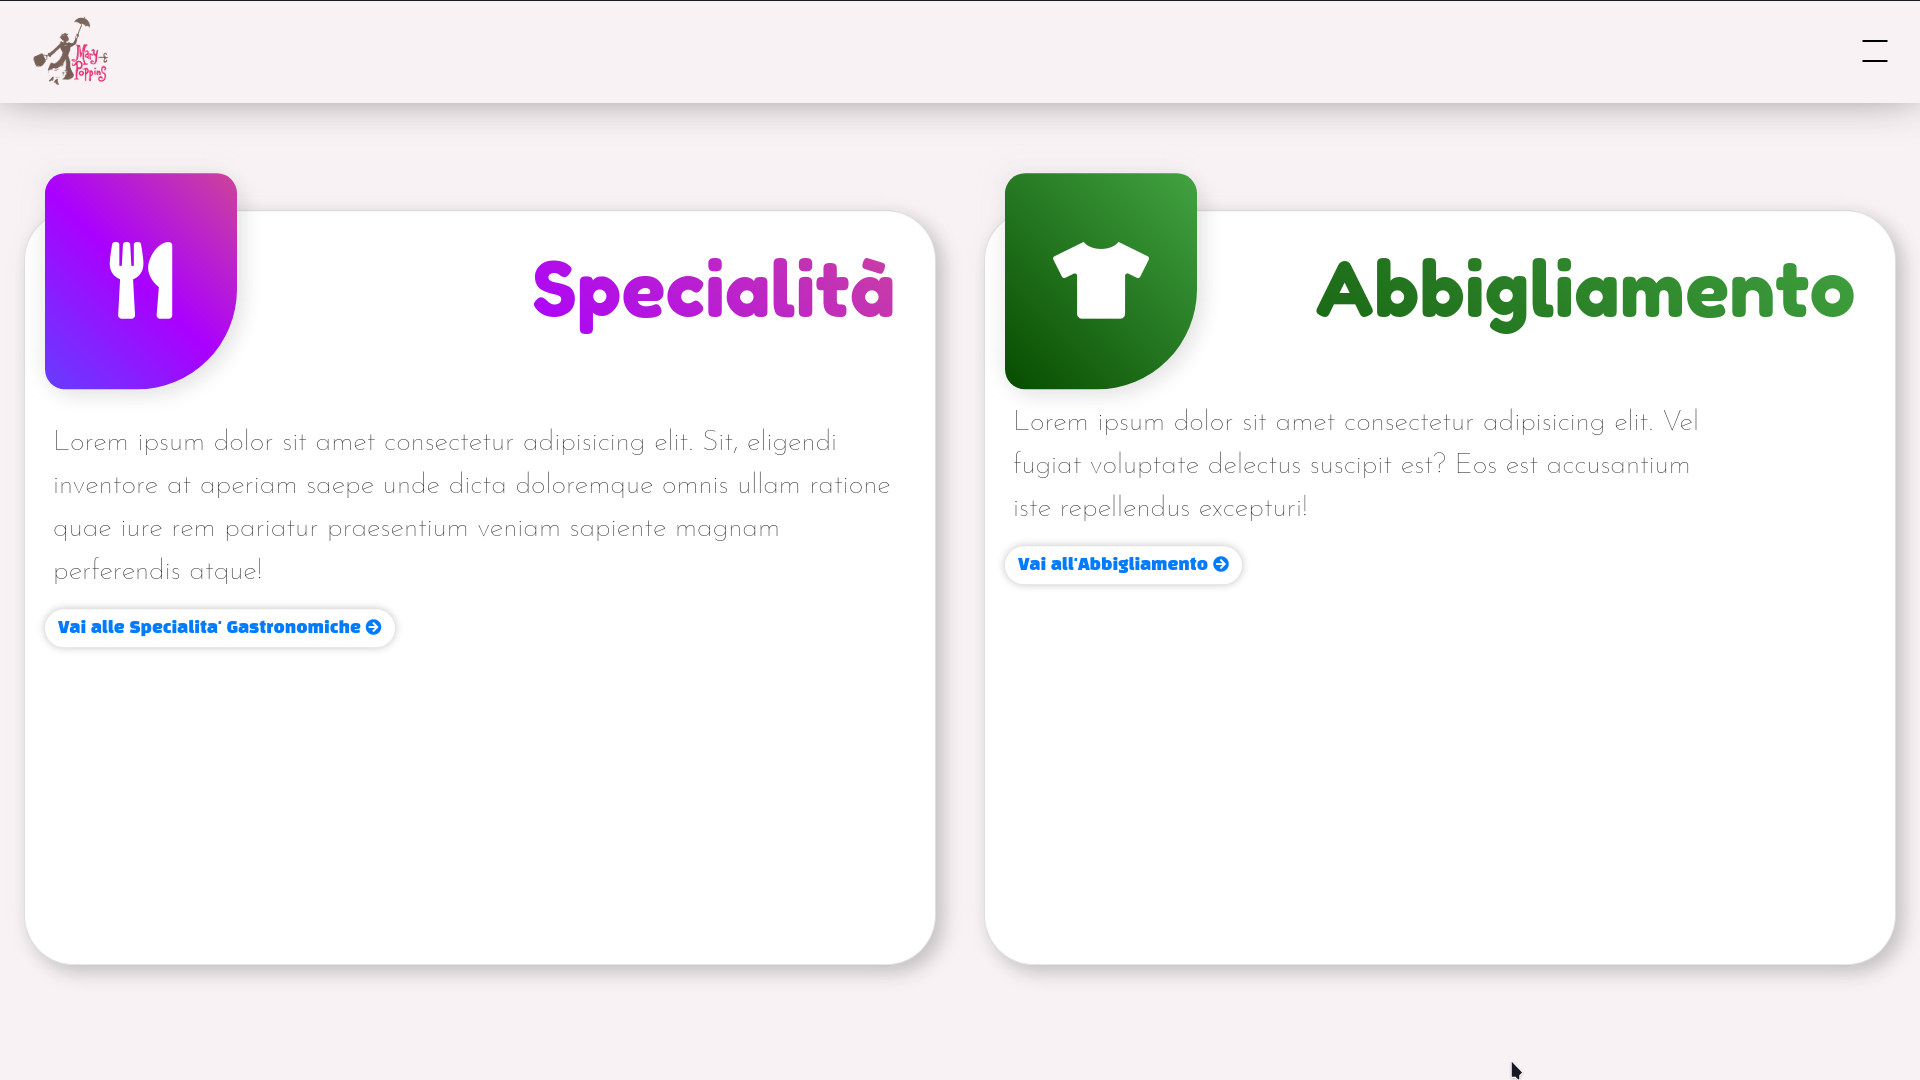 Mary
Poppins
Specialità
Lorem ipsum dolor sit amet consectetur adipisicing elit. Sit, eligendi
inventore at aperiam saepe unde dicta doloremque omnis ullam ratione
quae iure rem pariatur praesentium veniam sapiente magnam
perferendis atque!
Vai alle Specialita' Gastronomiche
Abbigliamento
Lorem ipsum dolor sit amet consectetur adipisicing elit. Vel
fugiat voluptate delectus suscipit est? Eos est accusantium
iste repellendus excepturi!
Vai all'Abbigliamento